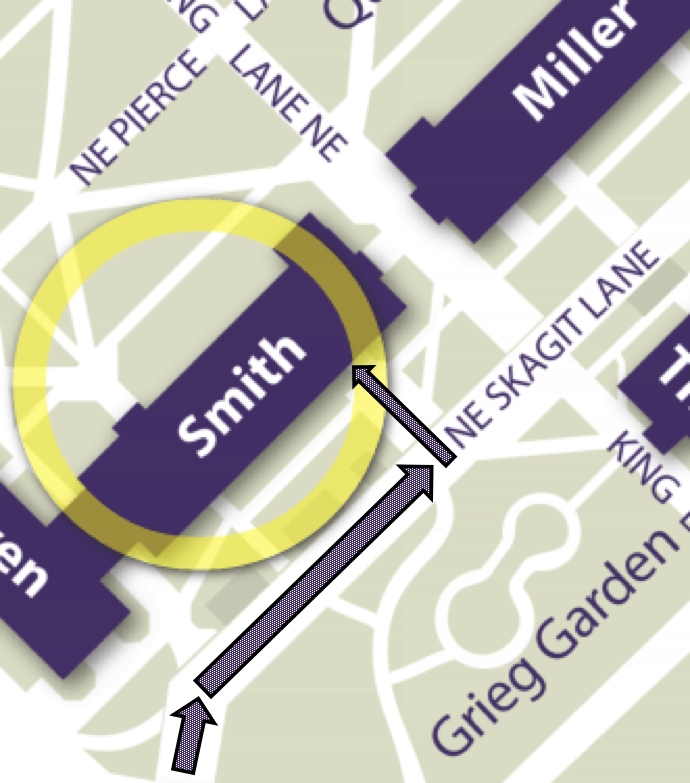 LANE NE
NE PIERCE
Miller
NE SKAGIT LANE
Smith
KING
Grieg Garden